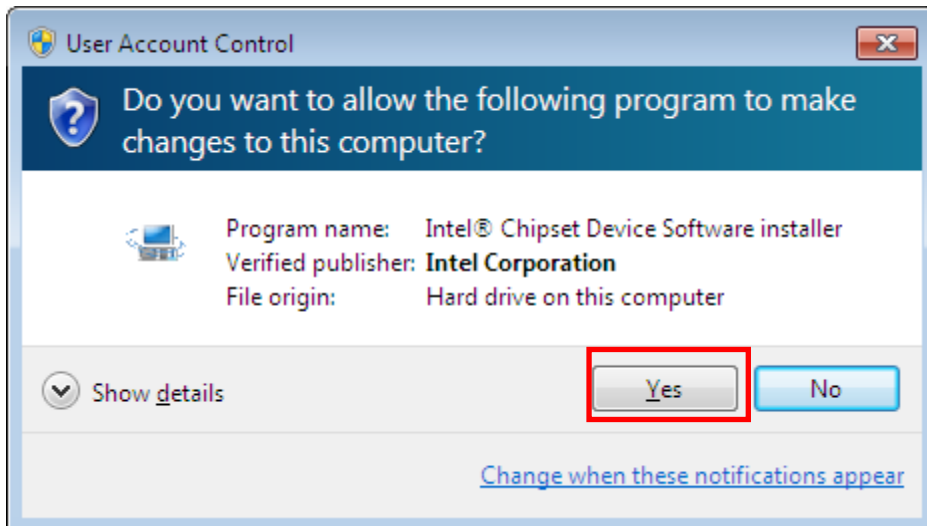 User Account Control
Do you want to allow the following program to make
changes to this computer?
Program name: Intel® Chipset Device Software installer
Verified publisher: Intel Corporation
File origin: Hard drive on this computer
Show details
Yes
No
Change when these notifications appear